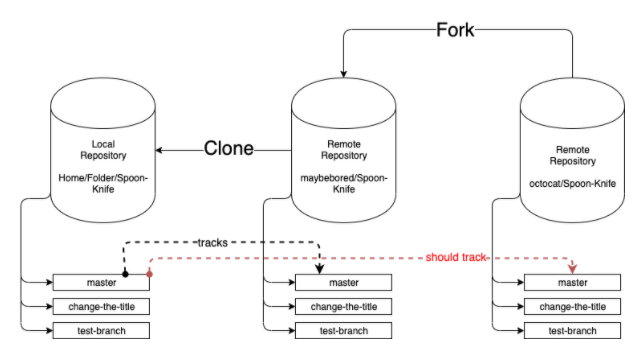 Fork
Local
Repository
Home/Folder/Spoon-
Knife
Clone
Remote
Repository
maybebored/Spoon-
Knife
Remote
Repository
octocat/Spoon-Knife
tracks
should track
master
change-the-title
test-branch
master
change-the-title
test-branch
master
change-the-title
test-branch